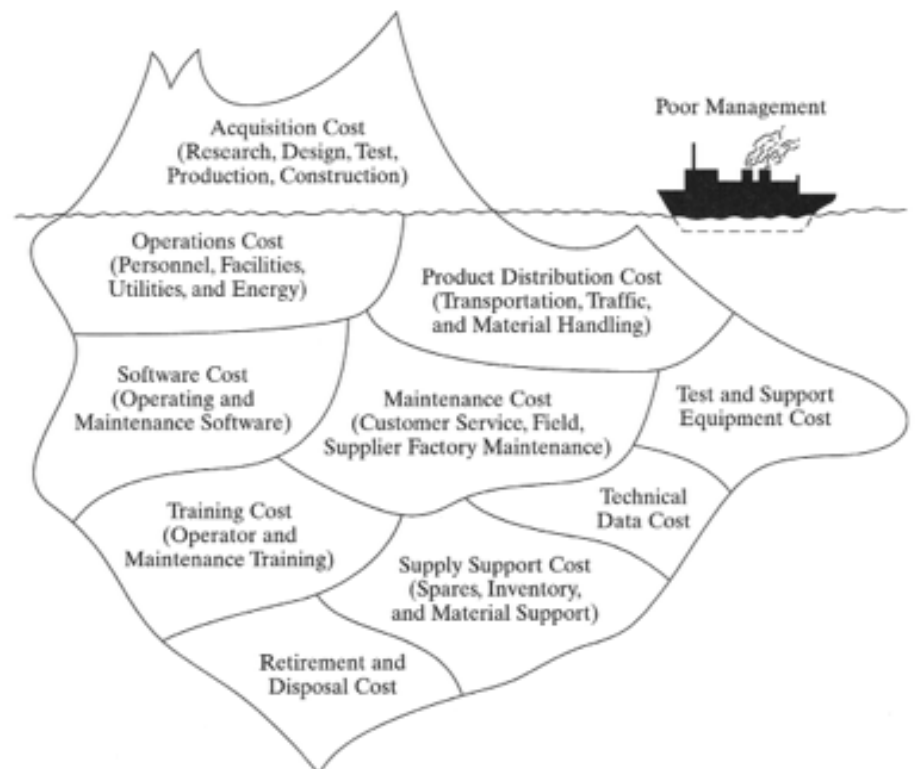 Acquisition Cost
(Research, Design, Test,
Production, Construction)
Poor Management
Operations Cost
(Personnel, Facilities,
Utilities, and Energy)
Product Distribution Cost
(Transportation, Traffic,
and Material Handling)
Software Cost
(Operating and
Maintenance Software)
Maintenance Cost
(Customer Service, Field,
Supplier Factory Maintenance)
Test and Support
Equipment Cost
Training Cost
(Operator and
Maintenance Training)
Technical
Data Cost
Supply Support Cost
(Spares, Inventory,
and Material Support)
Retirement and
Disposal Cost